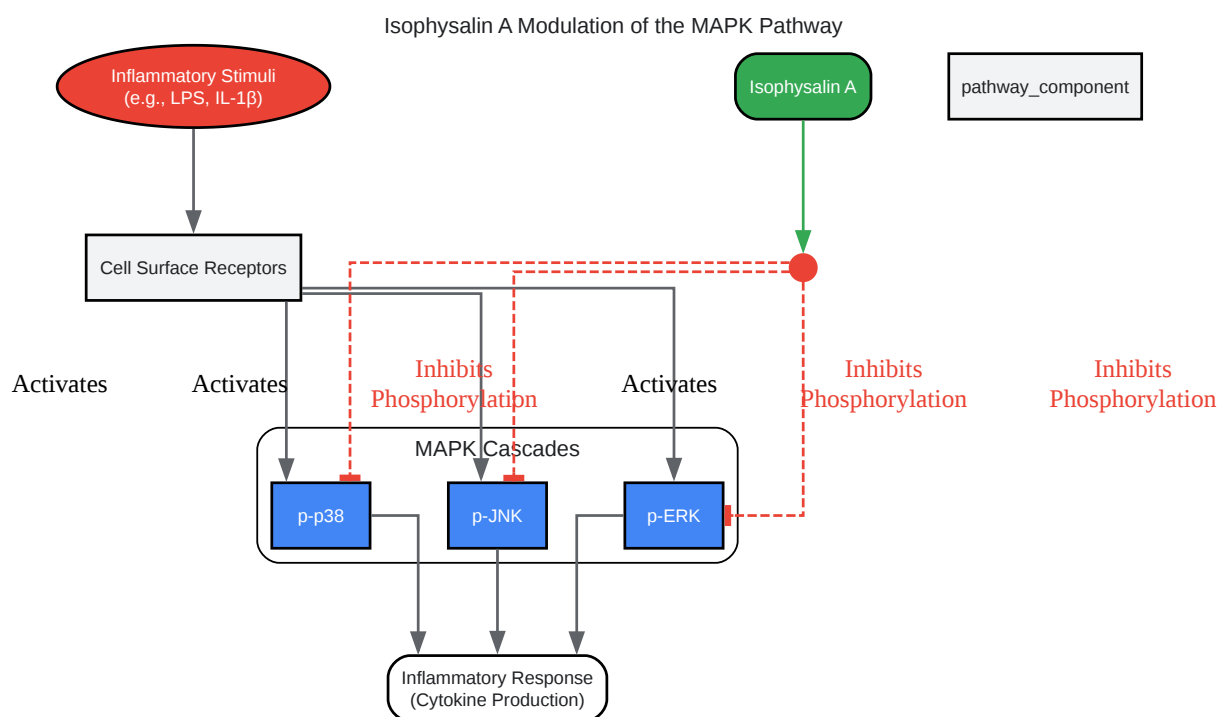 Isophysalin A Modulation of the MAPK Pathway
Inflammatory Stimuli
(e.g., LPS, IL-1β)
Isophysalin A
pathway_component
Cell Surface Receptors
Activates
Activates
Inhibits
Phosphorylation
Activates
Inhibits
Phosphorylation
Inhibits
Phosphorylation
MAPK Cascades
p-p38
p-JNK
p-ERK
Inflammatory Response
(Cytokine Production)